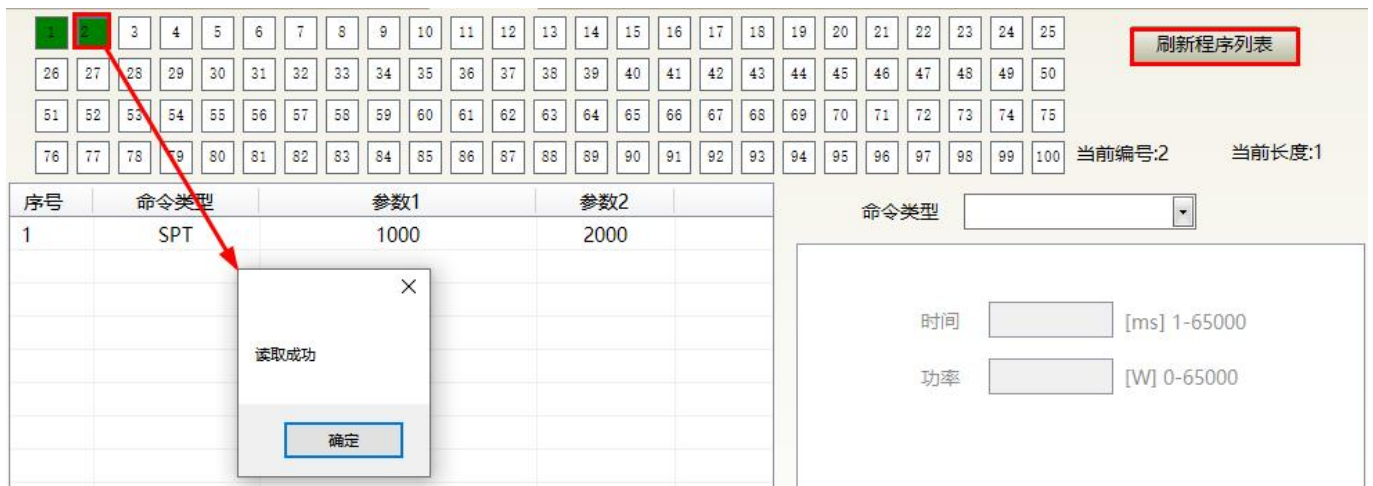 1 2 3 4 5 6 7 8 9 10 11 12 13 14 15 16 17 18 19 20 21 22 23 24 25
刷新程序列表
26 27 28 29 30 31 32 33 34 35 36 37 38 39 40 41 42 43 44 45 46 47 48 49 50
51 52 53 54 55 56 57 58 59 60 61 62 63 64 65 66 67 68 69 70 71 72 73 74 75
76 77 78 79 80 81 82 83 84 85 86 87 88 89 90 91 92 93 94 95 96 97 98 99 100 当前编号:2 当前长度:1
序号 命令类型 参数1 参数2
1 SPT 1000 2000
读取成功
确定
命令类型
时间 [ms] 1-65000
功率 [W] 0-65000